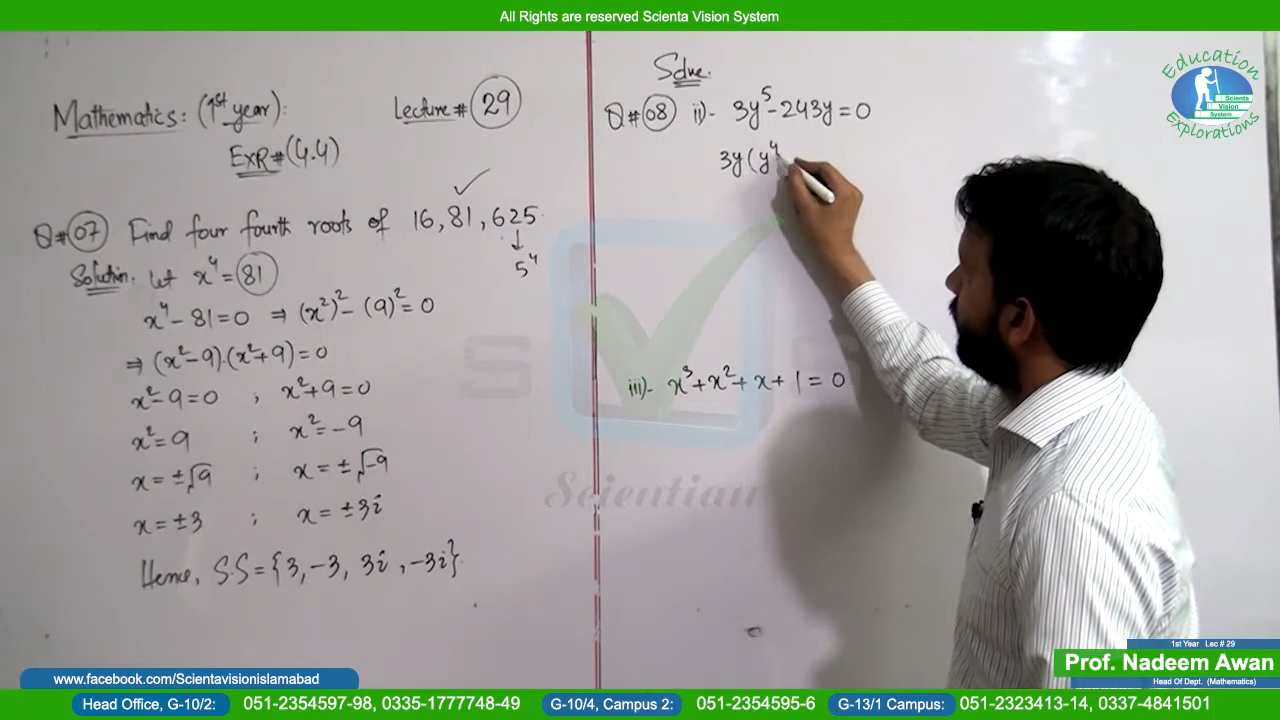 All Rights are reserved Scienta Vision System
Mathematics: (1st year):
Lecture # 29
EXR # (4.4)
Q # 07 Find four fourth roots of 16, 81, 625.
↓
5⁴
Solution: Let x⁴ = 81
x⁴ - 81 = 0 ⇒ (x²)² - (9)² = 0
⇒ (x² - 9).(x² + 9) = 0
x² - 9 = 0 ; x² + 9 = 0
x² = 9 ; x² = -9
x = ±√9 ; x = ±√-9
x = ±3 ; x = ±3i
Hence, S.S = {3, -3, 3i, -3i}.
Solve:
Q # 08 ii)- 3y⁵ - 243y = 0
3y(y⁴
iii)- x³ + x² + x + 1 = 0
Education
Scienta
Vision
System
Explorations
Scientian
1st Year Lec # 29
Prof. Nadeem Awan
Head Of Dept. (Mathematics)
www.facebook.com/Scientavisionislamabad
Head Office, G-10/2: 051-2354597-98, 0335-1777748-49 G-10/4, Campus 2: 051-2354595-6 G-13/1 Campus: 051-2323413-14, 0337-4841501